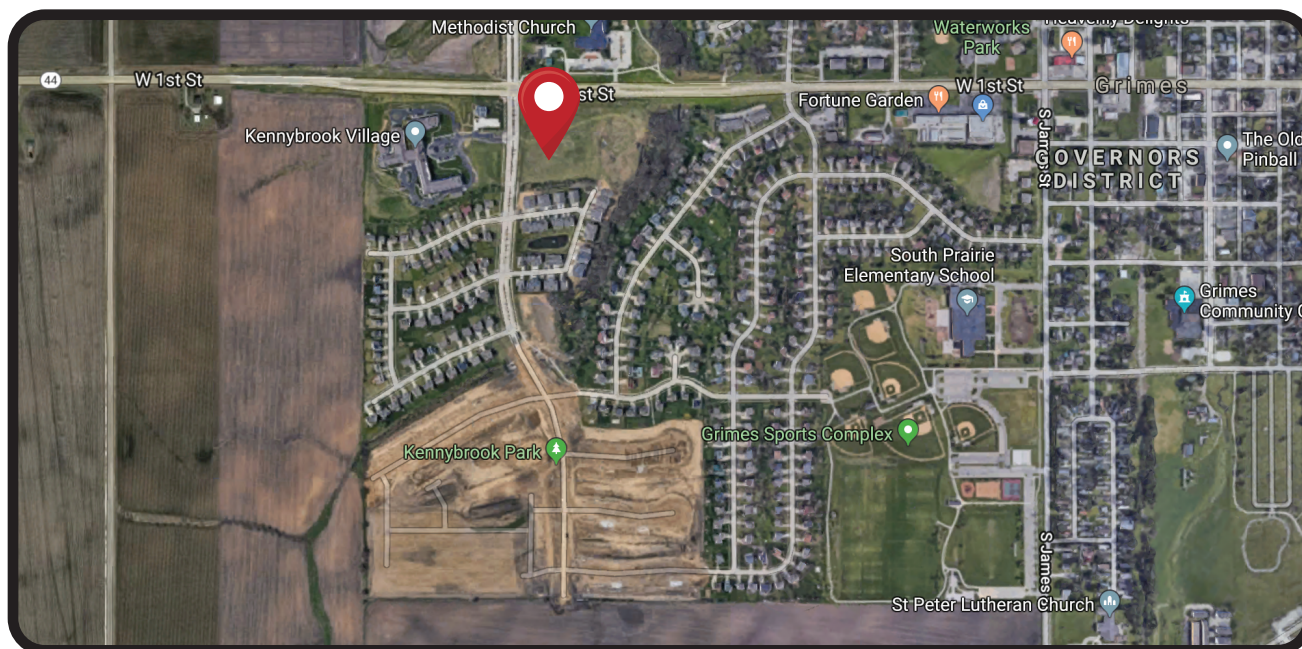 Methodist Church
Waterworks
Park
Heavenly Delights
44
W 1st St
st St
W 1st St
Grimes
Fortune Garden
Kennybrook Village
S James St
The Old
Pinball
GOVERNORS
DISTRICT
South Prairie
Elementary School
Grimes
Community C
Grimes Sports Complex
Kennybrook Park
S James
St Peter Lutheran Church